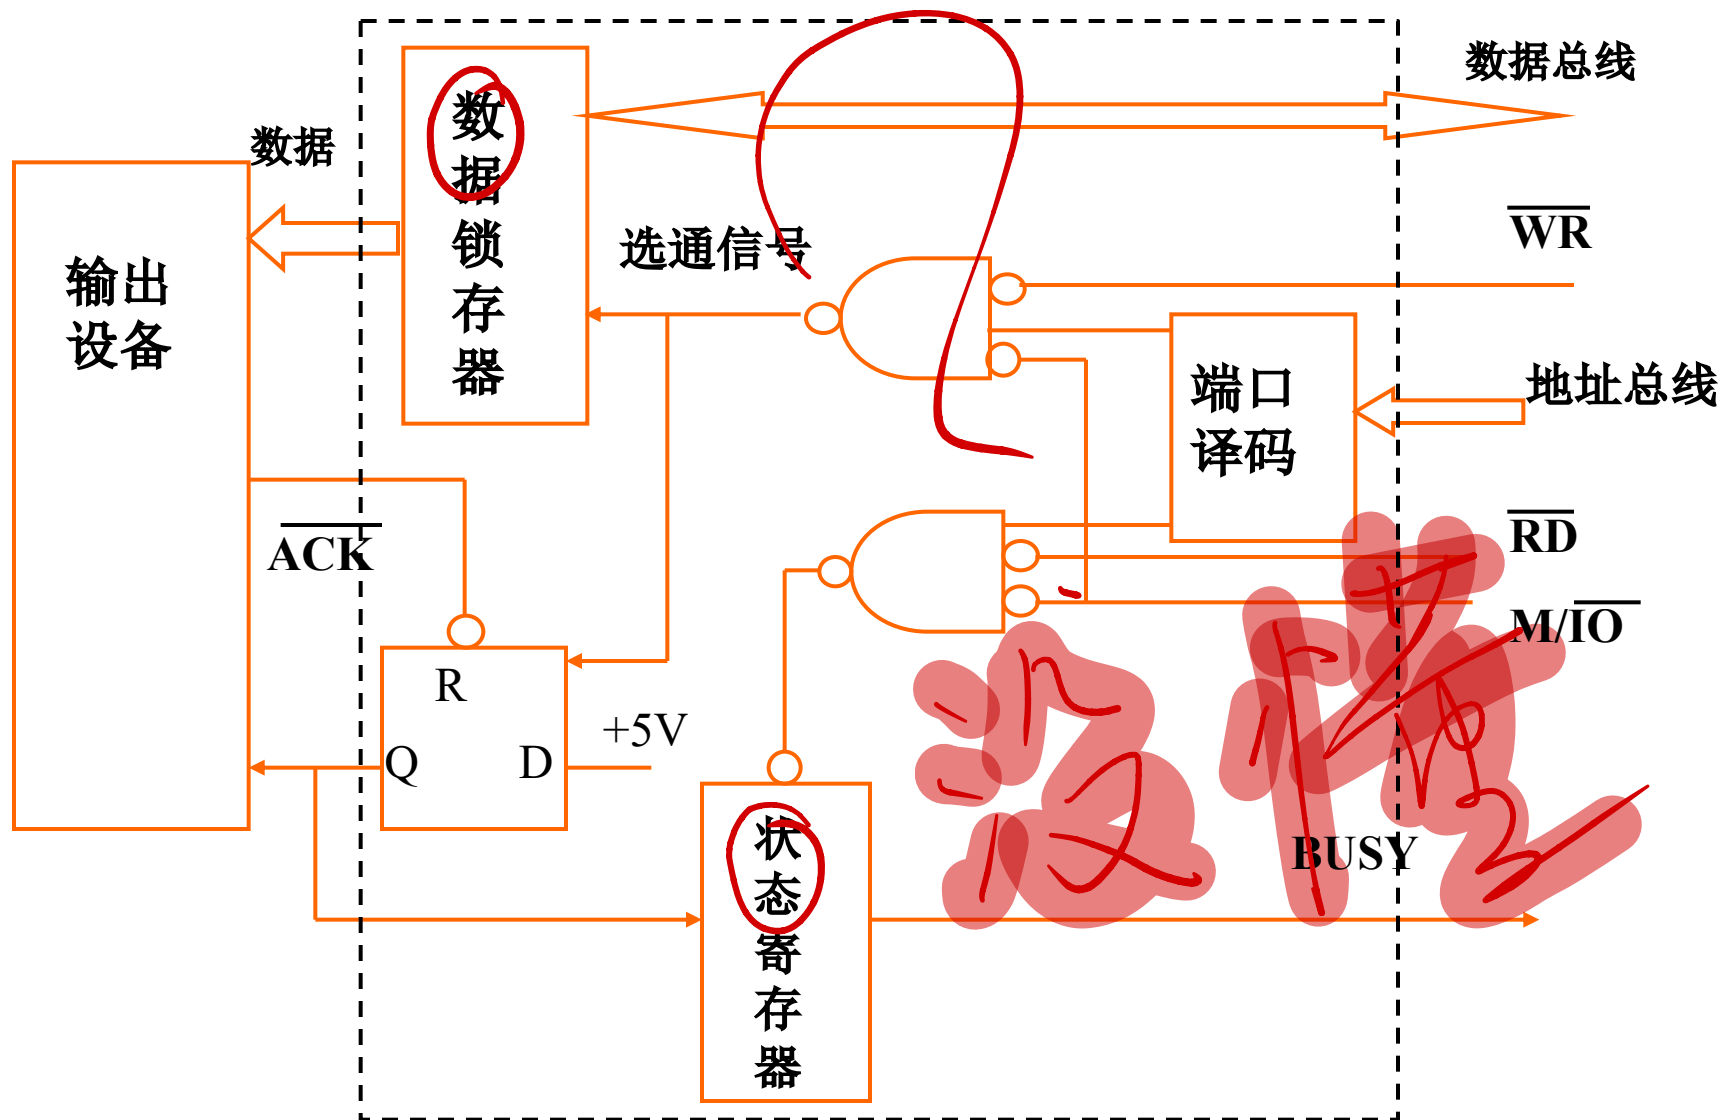 数据总线
数据
数据锁存器
选通信号
WR
输出
设备
端口
译码
地址总线
ACK
RD
M/IO
R
+5V
Q
D
状态寄存器
BUSY